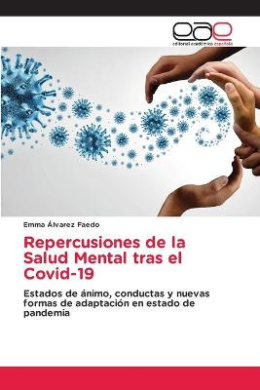 eae
editorial académica española
Emma Álvarez Faedo
Repercusiones de la
Salud Mental tras el
Covid-19
Estados de ánimo, conductas y nuevas
formas de adaptación en estado de
pandemia